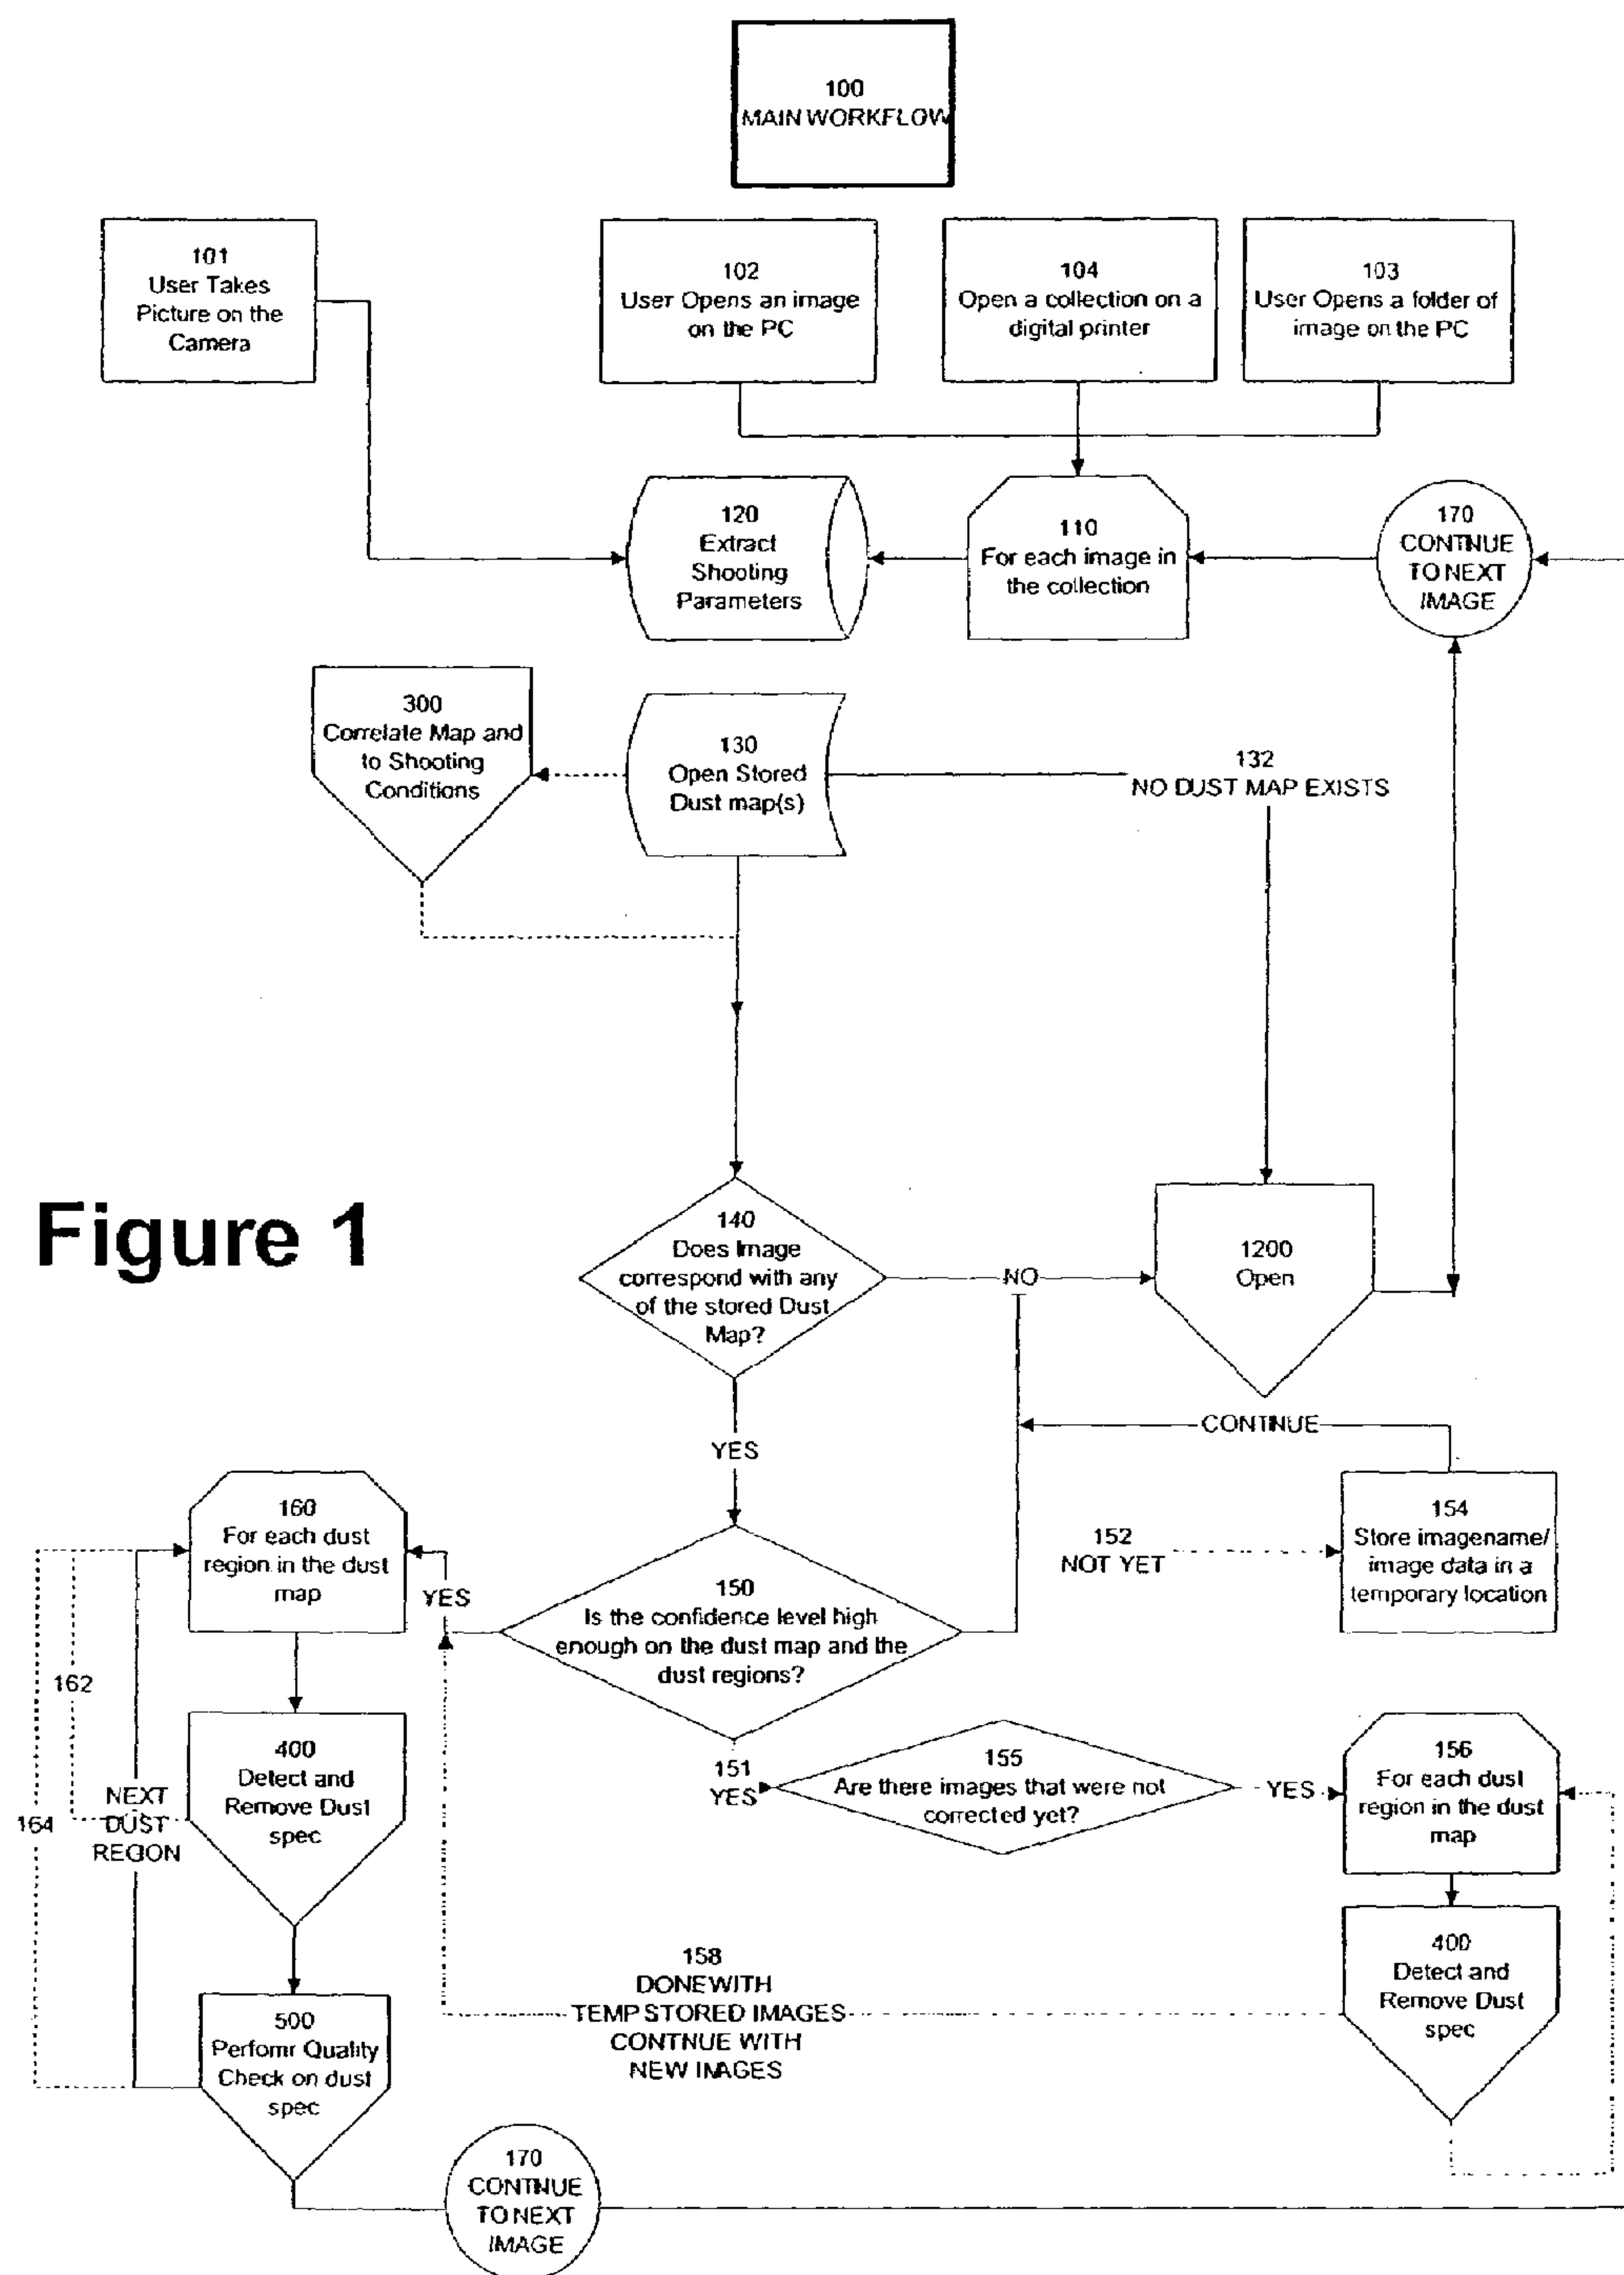 100
MAIN WORKFLOW
101
User Takes
Picture on the
Camera
102
User Opens an image
on the PC
104
Open a collection on a
digital printer
103
User Opens a folder of
image on the PC
120
Extract
Shooting
Parameters
110
For each image in
the collection
170
CONTNUE
TO NEXT
IMAGE
300
Correlate Map and
to Shooting
Conditions
130
Open Stored
Dust map(s)
132
NO DUST MAP EXISTS
Figure 1
140
Does Image
correspond with any
of the stored Dust
Map?
NO
1200
Open
YES
CONTINUE
160
For each dust
region in the dust
map
YES
150
Is the confidence level high
enough on the dust map and the
dust regions?
152
NOT YET
154
Store imagename/
image data in a
temporary location
162
164
NEXT
DUST
REGION
400
Detect and
Remove Dust
spec
151
YES
155
Are there images that were not
corrected yet?
YES
156
For each dust
region in the dust
map
158
DONE WITH
TEMP STORED IMAGES
CONTNUE WITH
NEW IMAGES
400
Detect and
Remove Dust
spec
500
Perfomr Quality
Check on dust
spec
170
CONTNUE
TO NEXT
IMAGE